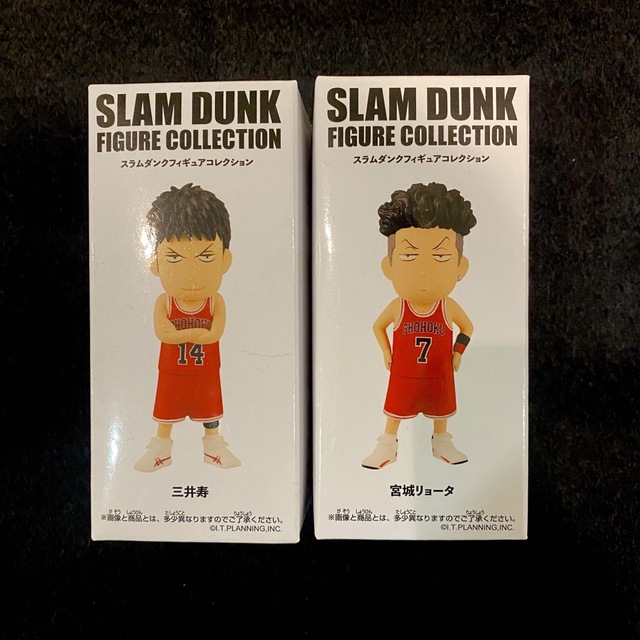 SLAM DUNK
FIGURE COLLECTION
スラムダンクフィギュアコレクション
SHOHOKU
14
三井寿
※画像と商品とは、多少異なりますのでご了承ください。
©I.T.PLANNING,INC.
SLAM DUNK
FIGURE COLLECTION
スラムダンクフィギュアコレクション
SHOHOKU
7
宮城リョータ
※画像と商品とは、多少異なりますのでご了承ください。
©I.T.PLANNING,INC.